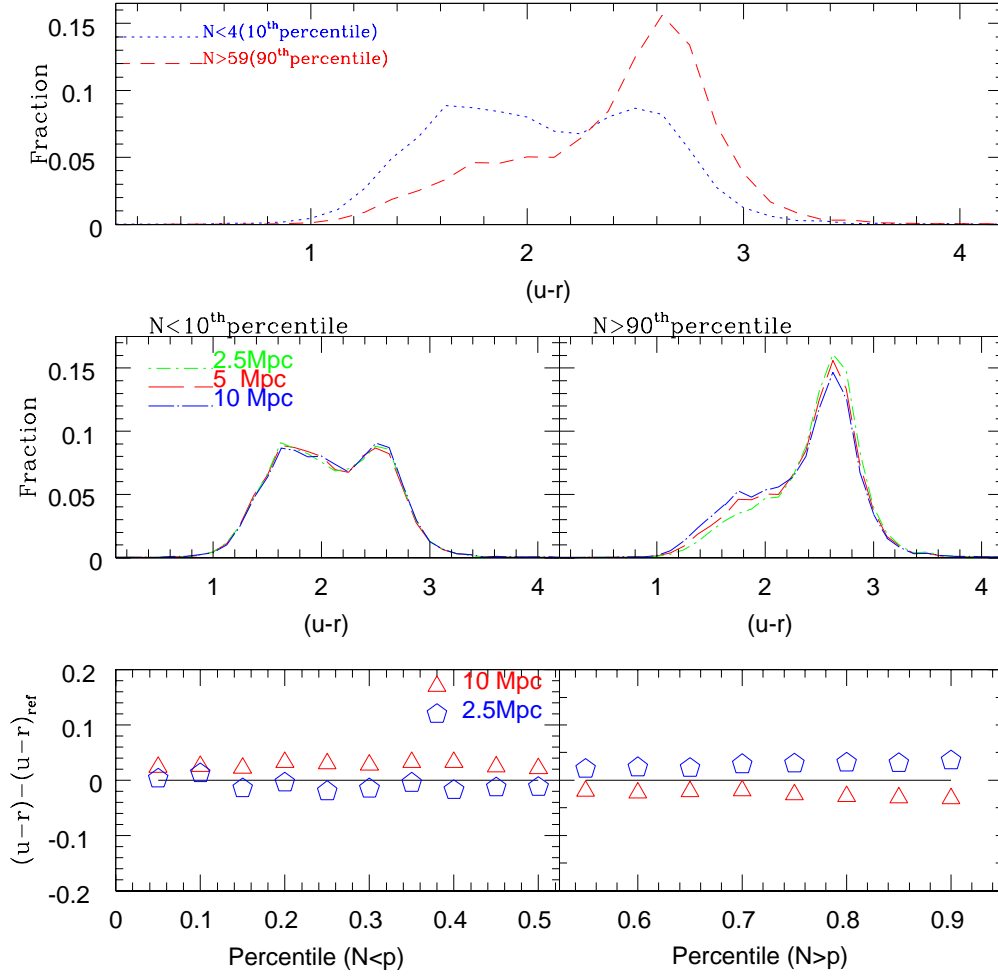 0.15
0.1
0.05
0
Fraction
N<4(10th percentile)
N>59(90th percentile)
1 2 3 4
(u-r)
N<10th percentile
N>90th percentile
0.15
0.1
0.05
0
Fraction
2.5Mpc
5 Mpc
10 Mpc
1 2 3 4
1 2 3 4
(u-r)
(u-r)
0.2
0.1
0
-0.1
-0.2
(u-r)-(u-r)ref
10 Mpc
2.5Mpc
0 0.1 0.2 0.3 0.4 0.5
0.6 0.7 0.8 0.9
Percentile (N<p)
Percentile (N>p)